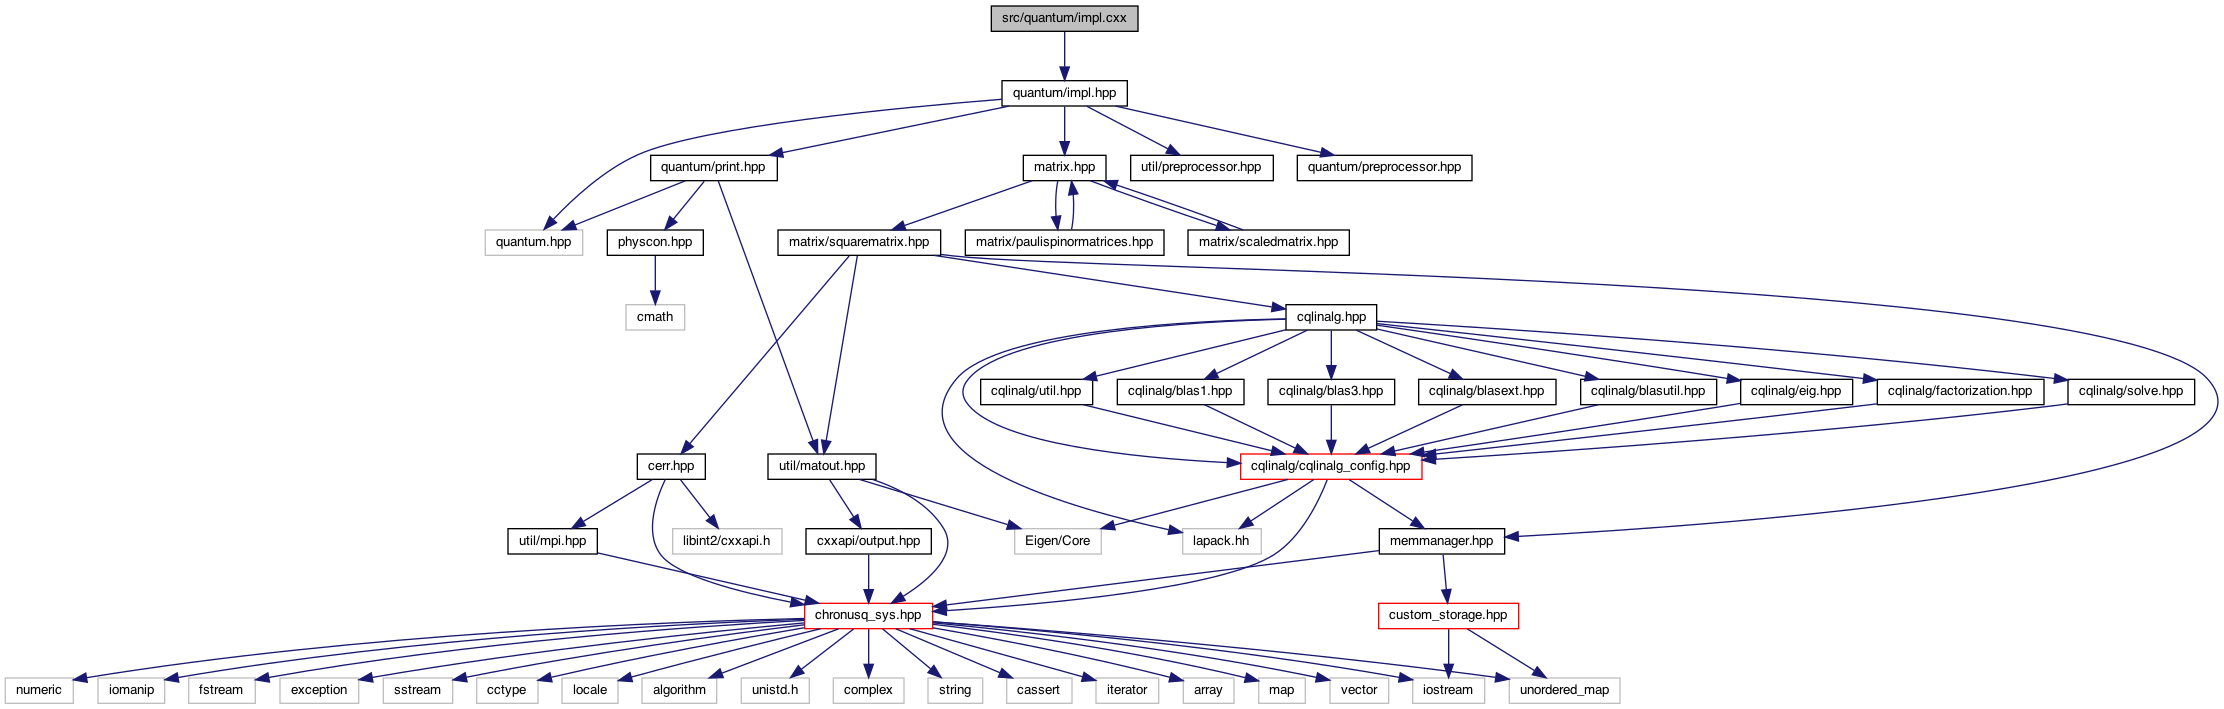 src/quantum/impl.cxx
quantum/impl.hpp
quantum/print.hpp
matrix.hpp
util/preprocessor.hpp
quantum/preprocessor.hpp
quantum.hpp
physcon.hpp
matrix/squarematrix.hpp
matrix/paulispinormatrices.hpp
matrix/scaledmatrix.hpp
cmath
cqlinalg.hpp
cqlinalg/util.hpp
cqlinalg/blas1.hpp
cqlinalg/blas3.hpp
cqlinalg/blasext.hpp
cqlinalg/blasutil.hpp
cqlinalg/eig.hpp
cqlinalg/factorization.hpp
cqlinalg/solve.hpp
cerr.hpp
util/matout.hpp
cqlinalg/cqlinalg_config.hpp
util/mpi.hpp
libint2/cxxapi.h
cxxapi/output.hpp
Eigen/Core
lapack.hh
memmanager.hpp
chronusq_sys.hpp
custom_storage.hpp
numeric
iomanip
fstream
exception
sstream
cctype
locale
algorithm
unistd.h
complex
string
cassert
iterator
array
map
vector
iostream
unordered_map